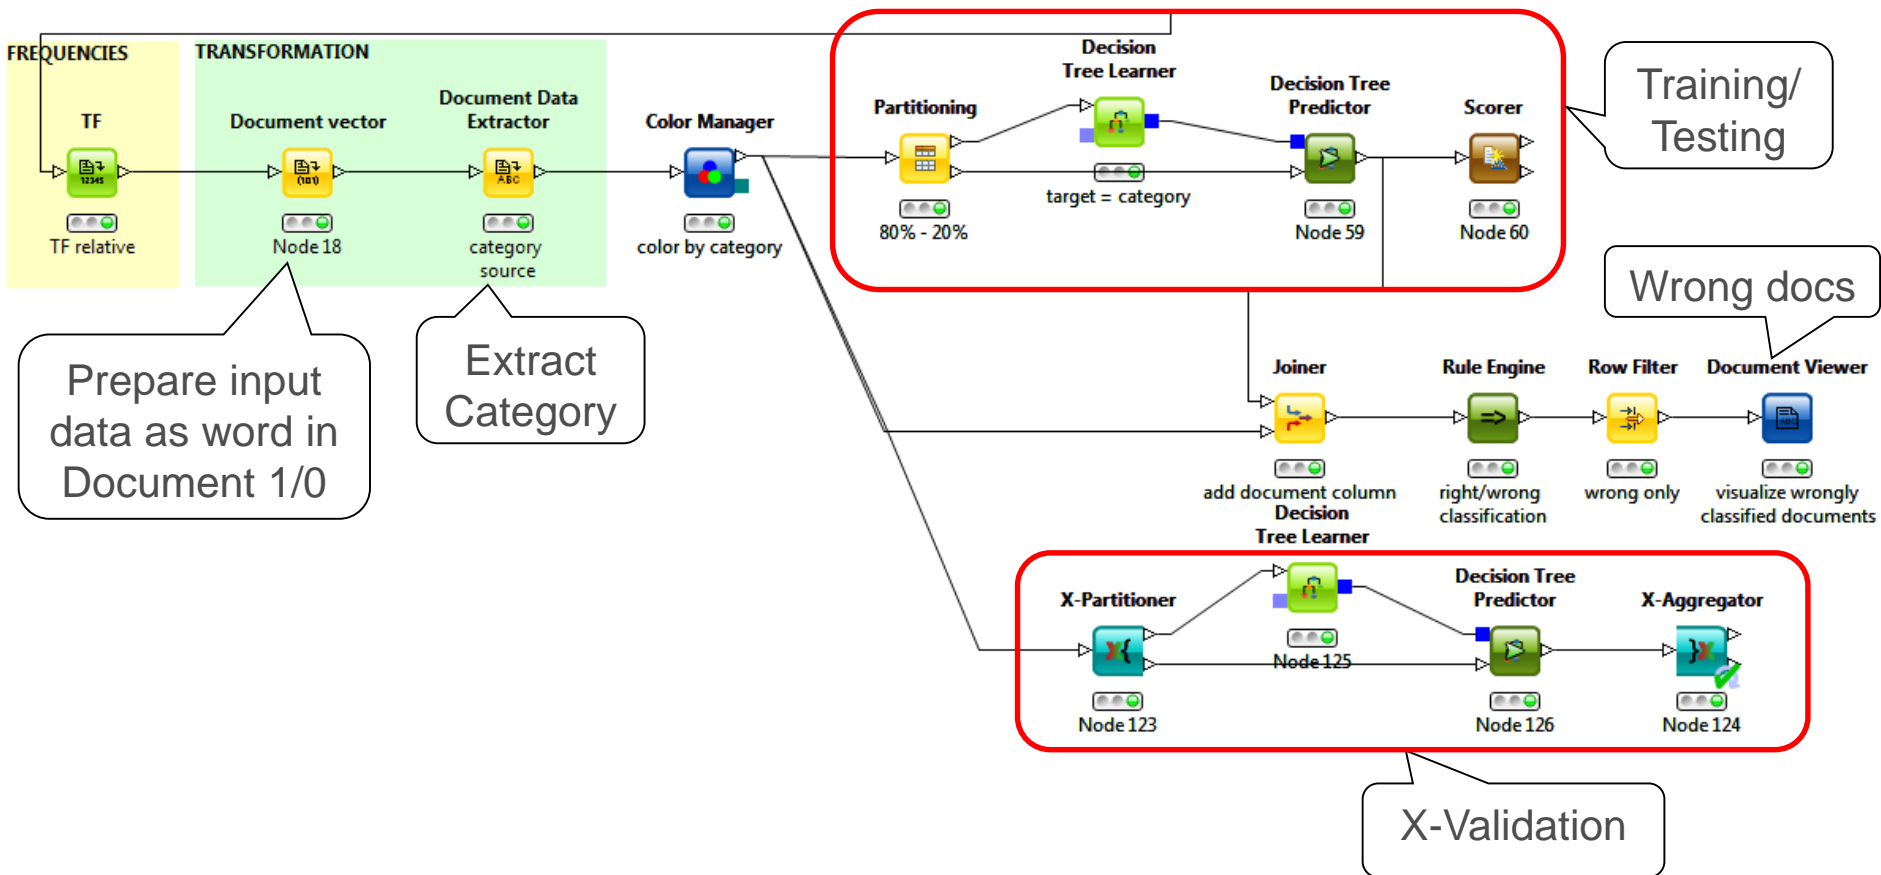 FREQUENCIES
TRANSFORMATION
TF
12345
TF relative
Document vector
(101)
Node 18
Document Data
Extractor
ABC
category
source
Color Manager
color by category
Partitioning
80% - 20%
Decision
Tree Learner
target = category
Decision Tree
Predictor
Node 59
Scorer
Node 60
Training/
Testing
Prepare input
data as word in
Document 1/0
Extract
Category
Wrong docs
Joiner
add document column
Rule Engine
=>
right/wrong
classification
Row Filter
wrong only
Document Viewer
ABC
visualize wrongly
classified documents
X-Partitioner
X{
Node 123
Decision
Tree Learner
Node 125
Decision Tree
Predictor
Node 126
X-Aggregator
}X
Node 124
X-Validation